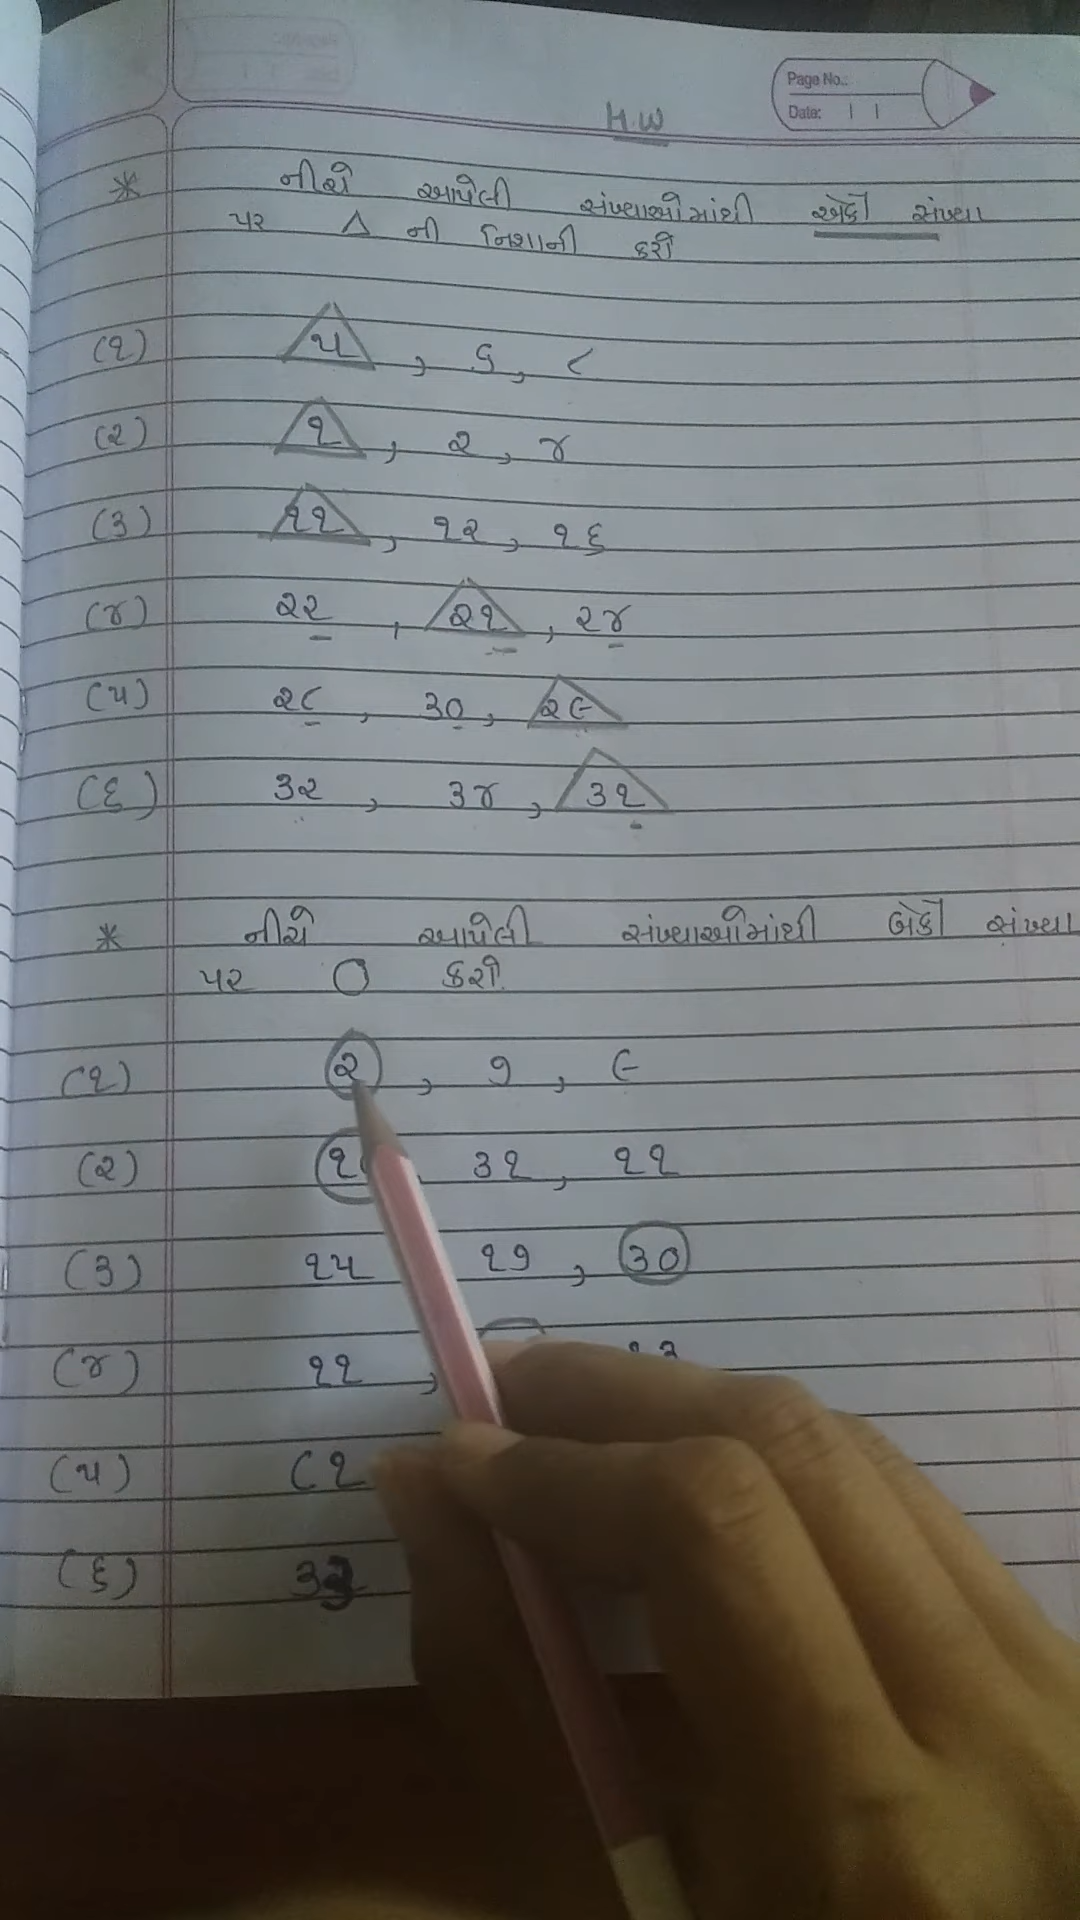 Page No.:
Date:
H.W
* નીચે આપેલી સંખ્યાઓમાંથી એકી સંખ્યા
પર △ ની નિશાની કરો
(૧) ૫, ૬, ૮
(૨) ૧, ૨, ૪
(૩) ૧૧, ૧૨, ૧૬
(૪) ૨૨, ૨૧, ૨૪
(૫) ૨૮, ૩૦, ૨૯
(૬) ૩૨, ૩૪, ૩૧
* નીચે આપેલી સંખ્યાઓમાંથી બેકી સંખ્યા
પર ○ કરો.
(૧) ૨, ૭, ૯
(૨) ૩૧, ૧૧
(૩) ૧૫ ૧૭, ૩૦
(૪) ૧૧,
(૫) ૮૧
(૬) ૩૩